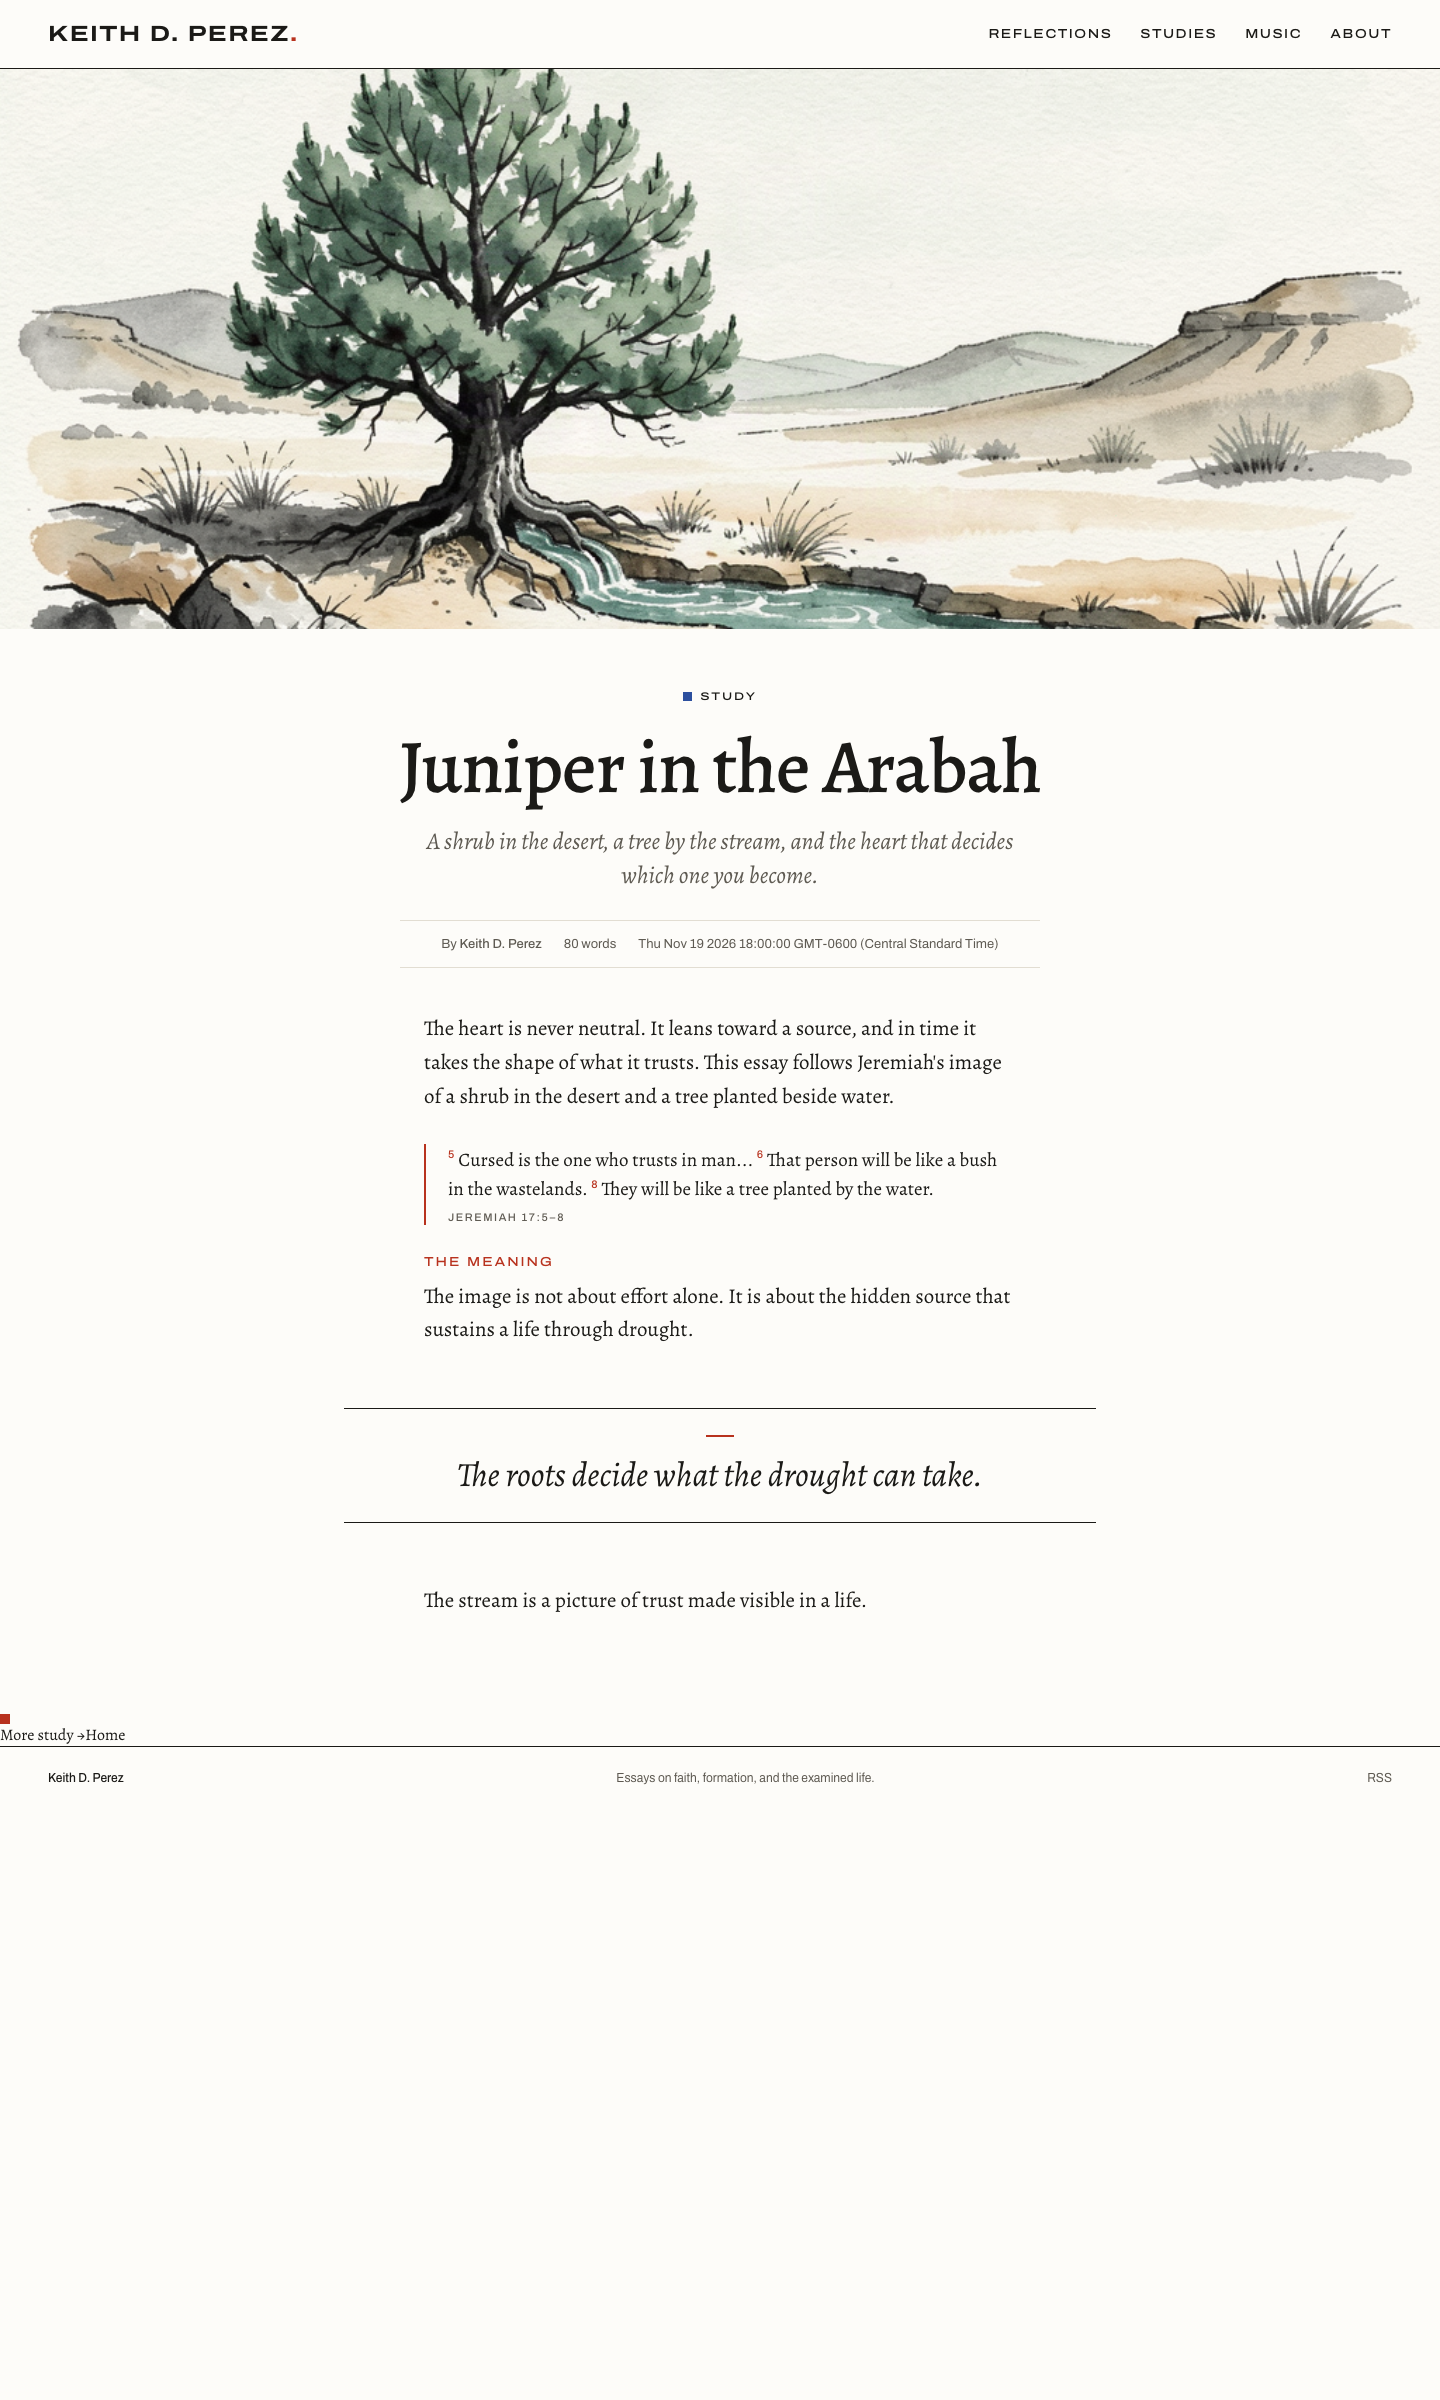 KEITH D. PEREZ.
REFLECTIONS STUDIES MUSIC ABOUT
STUDY
Juniper in the Arabah
A shrub in the desert, a tree by the stream, and the heart that decides
which one you become.
By Keith D. Perez 80 words Thu Nov 19 2026 18:00:00 GMT-0600 (Central Standard Time)
The heart is never neutral. It leans toward a source, and in time it
takes the shape of what it trusts. This essay follows Jeremiah's image
of a shrub in the desert and a tree planted beside water.
5 Cursed is the one who trusts in man... 6 That person will be like a bush
in the wastelands. 8 They will be like a tree planted by the water.
JEREMIAH 17:5–8
THE MEANING
The image is not about effort alone. It is about the hidden source that
sustains a life through drought.
The roots decide what the drought can take.
The stream is a picture of trust made visible in a life.
More study →Home
Keith D. Perez Essays on faith, formation, and the examined life. RSS